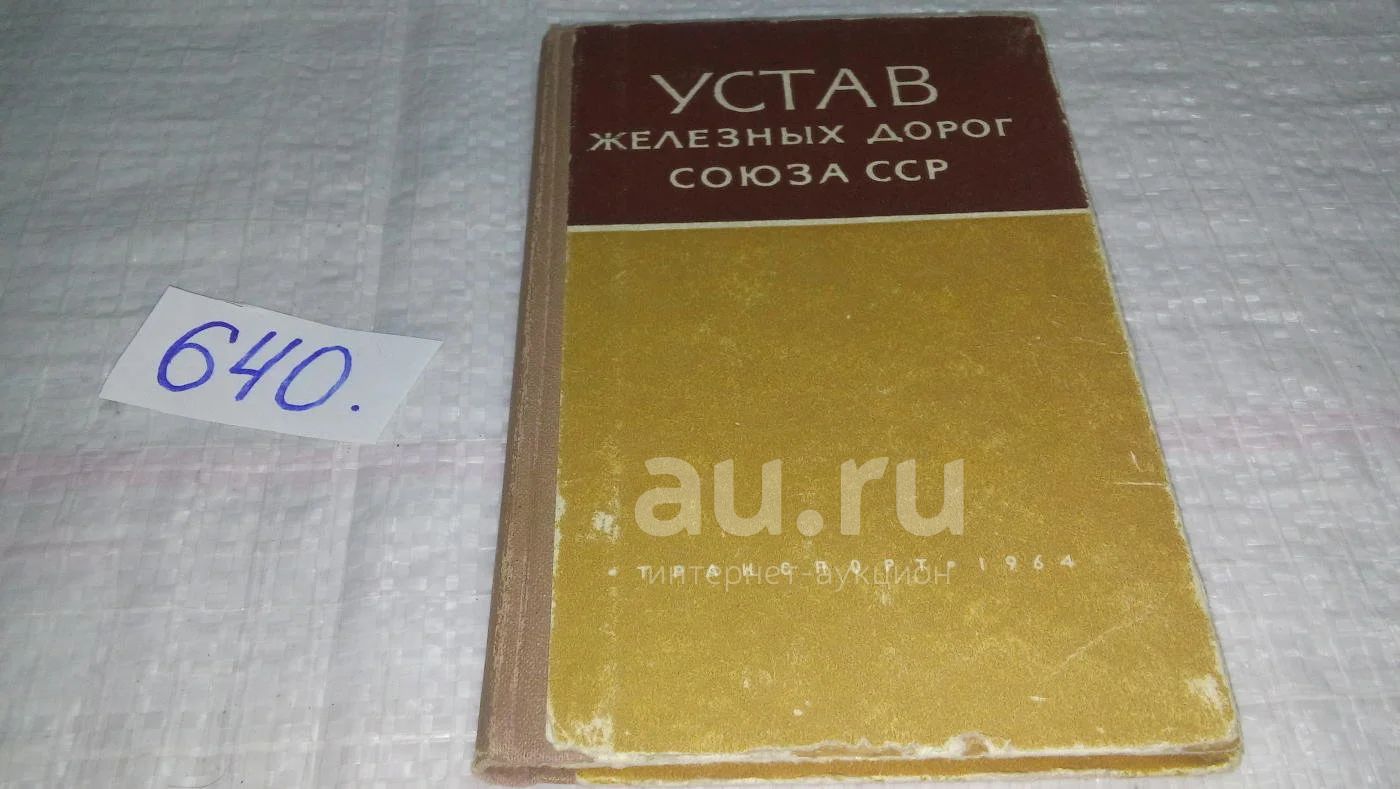 УСТАВ
ЖЕЛЕЗНЫХ ДОРОГ
СОЮЗА ССР
640.
au.ru
• ТРАНСПОРТ • 1964
интернет-аукцион